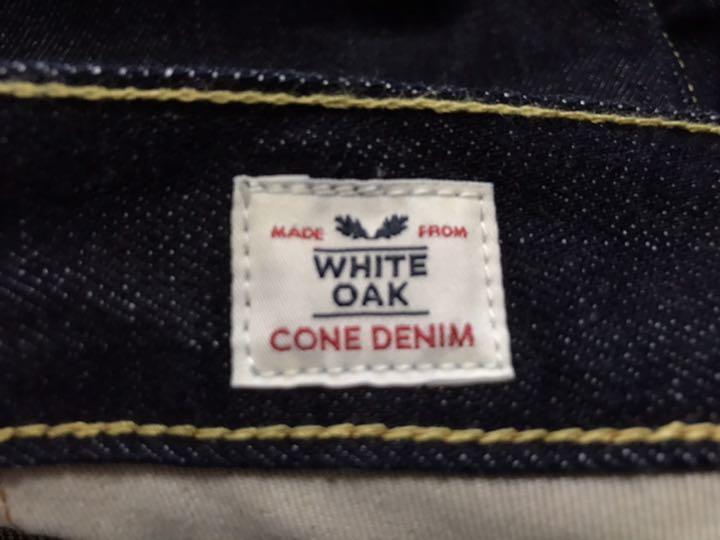 MADE FROM
WHITE
OAK
CONE DENIM